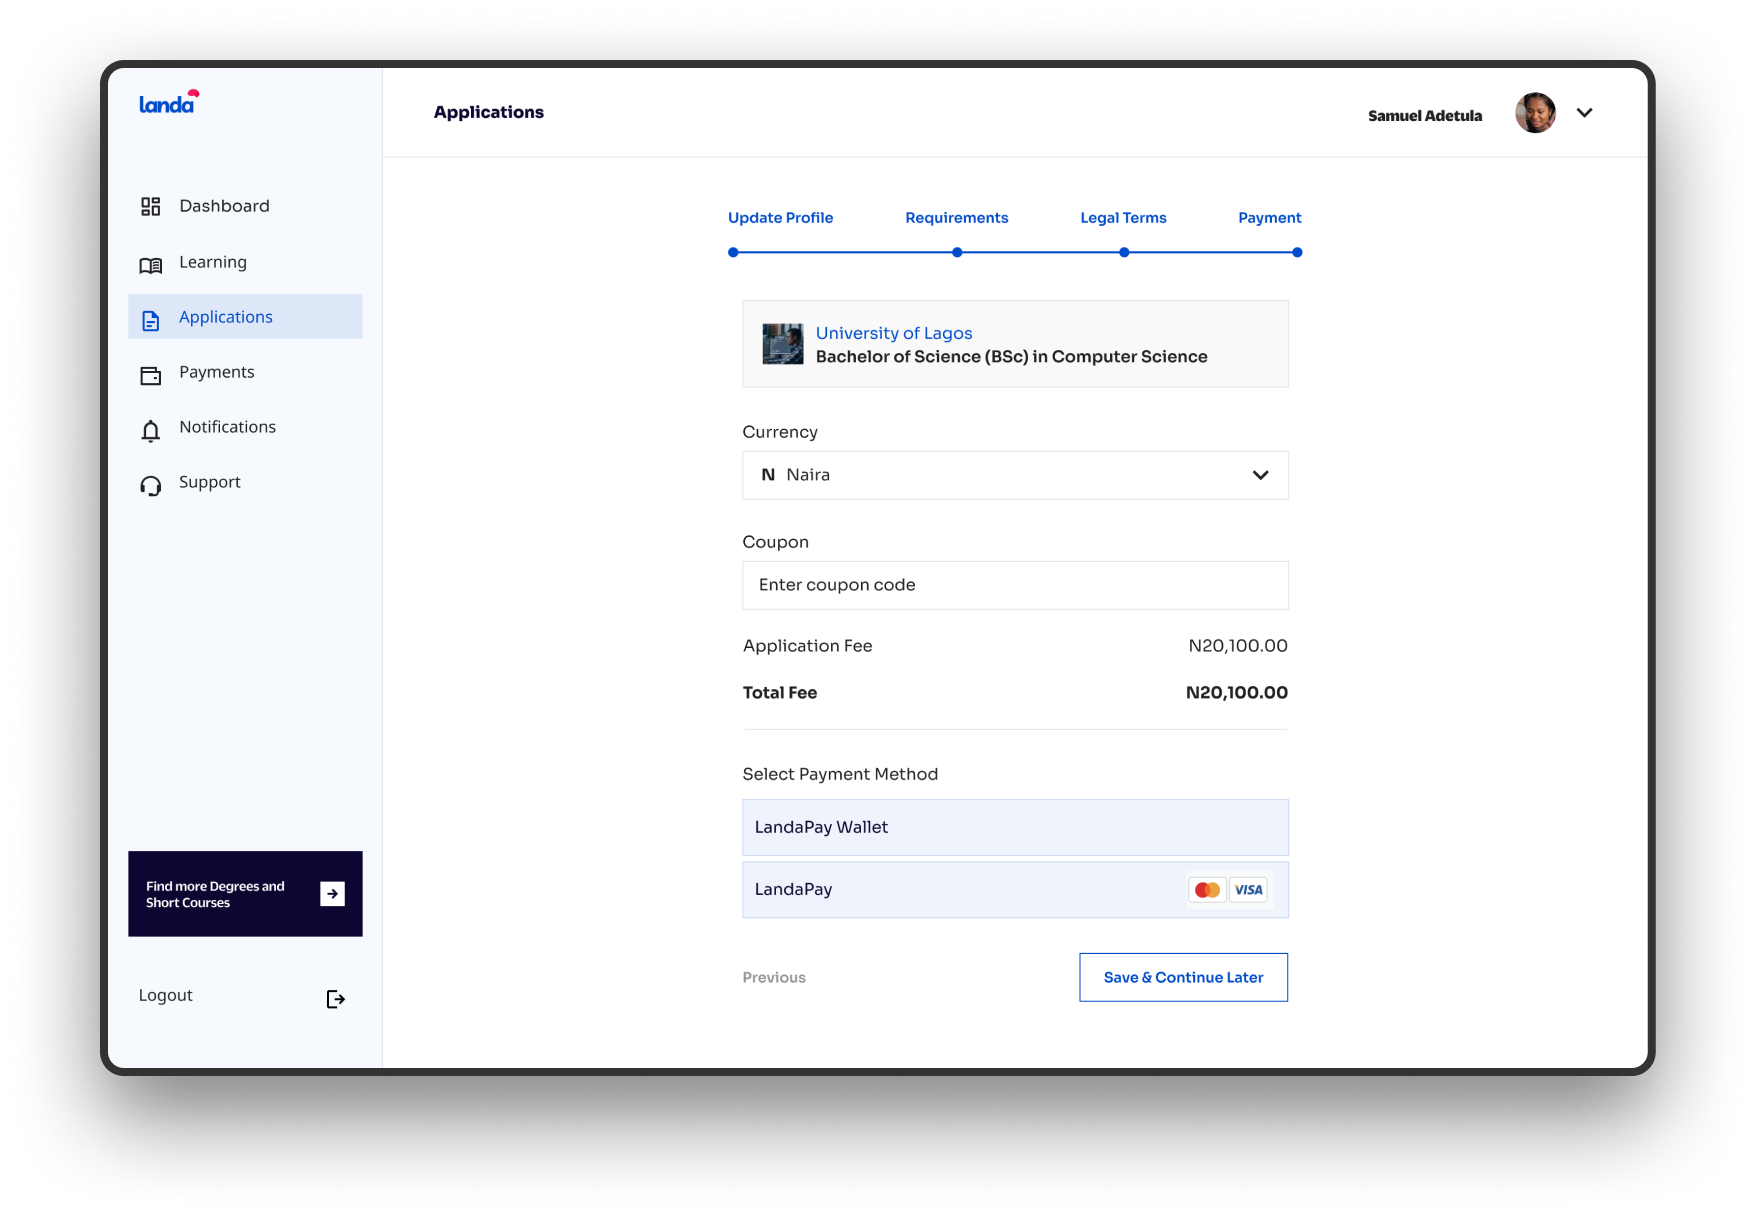 landa
Applications
Samuel Adetula
Dashboard
Learning
Applications
Payments
Notifications
Support
Find more Degrees and
Short Courses
Logout
Update Profile
Requirements
Legal Terms
Payment
University of Lagos
Bachelor of Science (BSc) in Computer Science
Currency
N Naira
Coupon
Enter coupon code
Application Fee N20,100.00
Total Fee N20,100.00
Select Payment Method
LandaPay Wallet
LandaPay VISA
Previous
Save & Continue Later